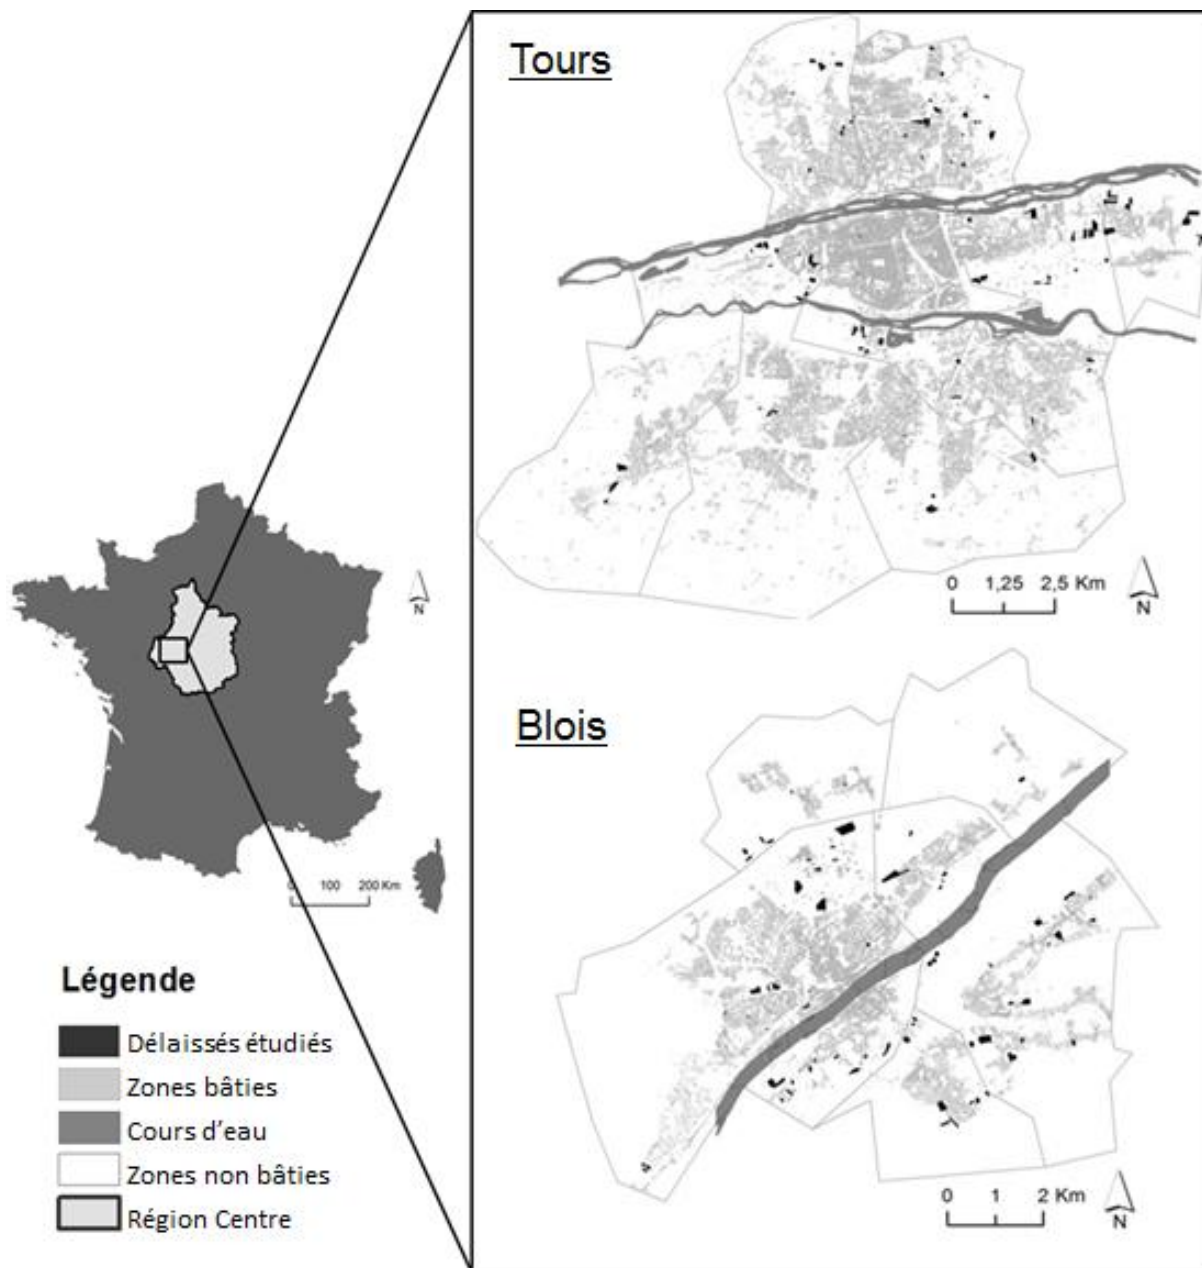 Tours
0 1,25 2,5 Km
N
Blois
0 1 2 Km
N
N
0 100 200 Km
Légende
Délaissés étudiés
Zones bâties
Cours d'eau
Zones non bâties
Région Centre